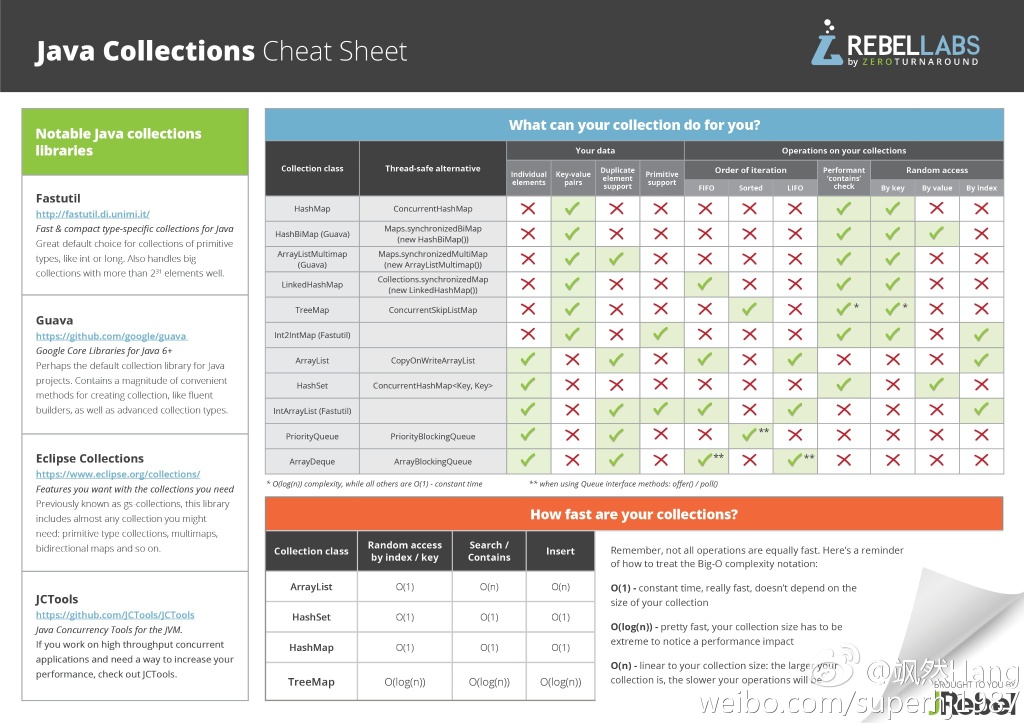 Java Collections Cheat Sheet
REBELLABS
by ZEROTURNAROUND
Notable Java collections
libraries
Fastutil
http://fastutil.di.unimi.it/
Fast & compact type-specific collections for Java
Great default choice for collections of primitive
types, like int or long. Also handles big
collections with more than 2³¹ elements well.
Guava
https://github.com/google/guava
Google Core Libraries for Java 6+
Perhaps the default collection library for Java
projects. Contains a magnitude of convenient
methods for creating collection, like fluent
builders, as well as advanced collection types.
Eclipse Collections
https://www.eclipse.org/collections/
Features you want with the collections you need
Previously known as gs-collections, this library
includes almost any collection you might
need: primitive type collections, multimaps,
bidirectional maps and so on.
JCTools
https://github.com/JCTools/JCTools
Java Concurrency Tools for the JVM.
If you work on high throughput concurrent
applications and need a way to increase your
performance, check out JCTools.
What can your collection do for you?
Collection class
Thread-safe alternative
Your data
Operations on your collections
Individual
elements
Key-value
pairs
Duplicate
element
support
Primitive
support
Order of iteration
FIFO
Sorted
LIFO
Performant
'contains'
check
Random access
By key
By value
By index
HashMap
ConcurrentHashMap
HashBiMap (Guava)
Maps.synchronizedBiMap
(new HashBiMap())
ArrayListMultimap
(Guava)
Maps.synchronizedMultiMap
(new ArrayListMultimap())
LinkedHashMap
Collections.synchronizedMap
(new LinkedHashMap())
TreeMap
ConcurrentSkipListMap
*
*
Int2IntMap (Fastutil)
ArrayList
CopyOnWriteArrayList
HashSet
ConcurrentHashMap<Key, Key>
IntArrayList (Fastutil)
PriorityQueue
PriorityBlockingQueue
**
ArrayDeque
ArrayBlockingQueue
**
**
* O(log(n)) complexity, while all others are O(1) - constant time
** when using Queue interface methods: offer() / poll()
How fast are your collections?
Collection class
Random access
by index / key
Search /
Contains
Insert
ArrayList
O(1)
O(n)
O(n)
HashSet
O(1)
O(1)
O(1)
HashMap
O(1)
O(1)
O(1)
TreeMap
O(log(n))
O(log(n))
O(log(n))
Remember, not all operations are equally fast. Here's a reminder
of how to treat the Big-O complexity notation:
O(1) - constant time, really fast, doesn't depend on the
size of your collection
O(log(n)) - pretty fast, your collection size has to be
extreme to notice a performance impact
O(n) - linear to your collection size: the larger your
collection is, the slower your operations will be
BROUGHT TO YOU BY
JRebel
@飒然Hang